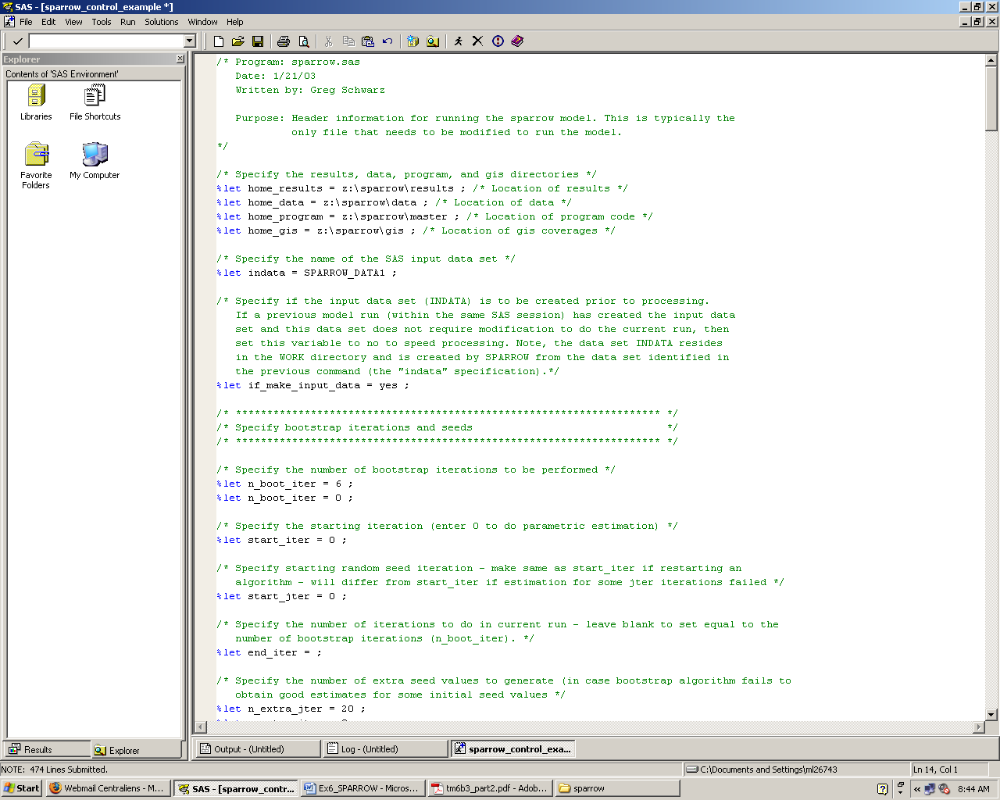 SAS - [sparrow_control_example *]
File Edit View Tools Run Solutions Window Help
Explorer
Contents of 'SAS Environment'
Libraries
File Shortcuts
Favorite Folders
My Computer
/* Program: sparrow.sas
Date: 1/21/03
Written by: Greg Schwarz
Purpose: Header information for running the sparrow model. This is typically the
only file that needs to be modified to run the model.
*/
/* Specify the results, data, program, and gis directories */
%let home_results = z:\sparrow\results ; /* Location of results */
%let home_data = z:\sparrow\data ; /* Location of data */
%let home_program = z:\sparrow\master ; /* Location of program code */
%let home_gis = z:\sparrow\gis ; /* Location of gis coverages */
/* Specify the name of the SAS input data set */
%let indata = SPARROW_DATA1 ;
/* Specify if the input data set (INDATA) is to be created prior to processing.
If a previous model run (within the same SAS session) has created the input data
set and this data set does not require modification to do the current run, then
set this variable to no to speed processing. Note, the data set INDATA resides
in the WORK directory and is created by SPARROW from the data set identified in
the previous command (the "indata" specification).*/
%let if_make_input_data = yes ;
/* ******************************************************************** */
/* Specify bootstrap iterations and seeds */
/* ******************************************************************** */
/* Specify the number of bootstrap iterations to be performed */
%let n_boot_iter = 6 ;
%let n_boot_iter = 0 ;
/* Specify the starting iteration (enter 0 to do parametric estimation) */
%let start_iter = 0 ;
/* Specify starting random seed iteration - make same as start_iter if restarting an
algorithm - will differ from start_iter if estimation for some jter iterations failed */
%let start_jter = 0 ;
/* Specify the number of iterations to do in current run - leave blank to set equal to the
number of bootstrap iterations (n_boot_iter). */
%let end_iter = ;
/* Specify the number of extra seed values to generate (in case bootstrap algorithm fails to
obtain good estimates for some initial seed values */
%let n_extra_jter = 20 ;
Results
Explorer
Output - (Untitled)
Log - (Untitled)
sparrow_control_exa...
NOTE: 474 Lines Submitted.
C:\Documents and Settings\ml26743
Ln 14, Col 1
Start
Webmail Centraliens - M...
SAS - [sparrow_contr...
Ex6_SPARROW - Micros...
tm6b3_part2.pdf - Adob...
sparrow
8:44 AM